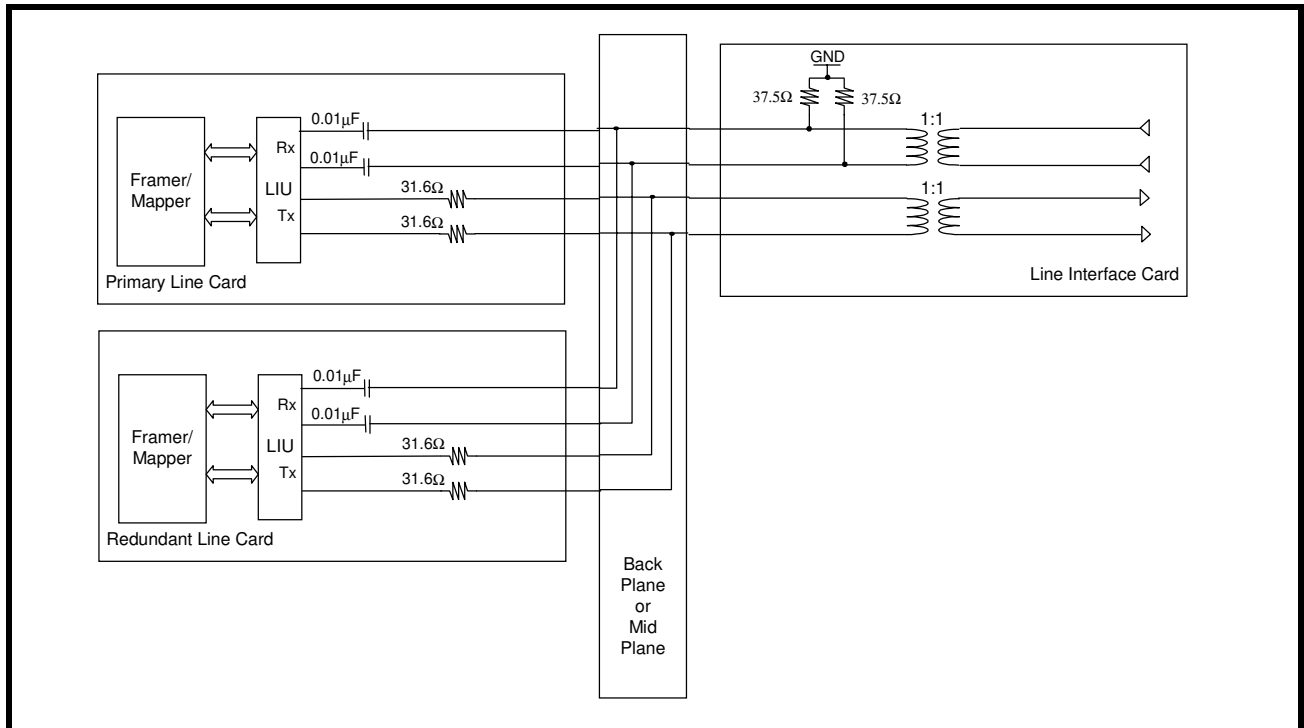 GND
37.5Ω
37.5Ω
0.01µF
Rx
0.01µF
Framer/
Mapper
LIU
31.6Ω
Tx
31.6Ω
Primary Line Card
1:1
1:1
Line Interface Card
0.01µF
Rx
0.01µF
Framer/
Mapper
LIU
31.6Ω
Tx
31.6Ω
Redundant Line Card
Back
Plane
or
Mid
Plane